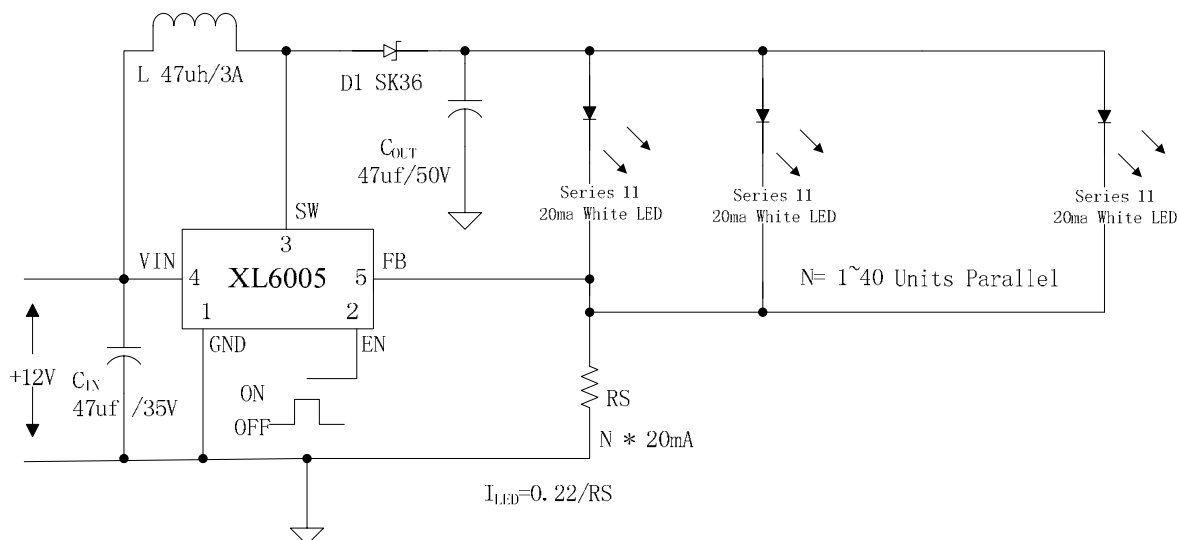 L 47uh/3A
D1 SK36
COUT
47uf/50V
Series 11
20ma White LED
Series 11
20ma White LED
Series 11
20ma White LED
SW
3
VIN
4
XL6005
5
FB
1
2
GND
EN
N= 1~40 Units Parallel
+12V
CIN
47uf /35V
ON
OFF
RS
N * 20mA
ILED=0.22/RS